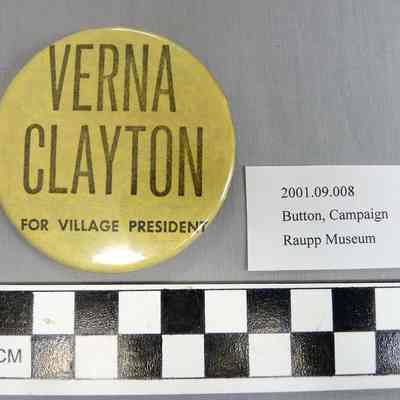 VERNA
CLAYTON
FOR VILLAGE PRESIDENT
2001.09.008
Button, Campaign
Raupp Museum
CM